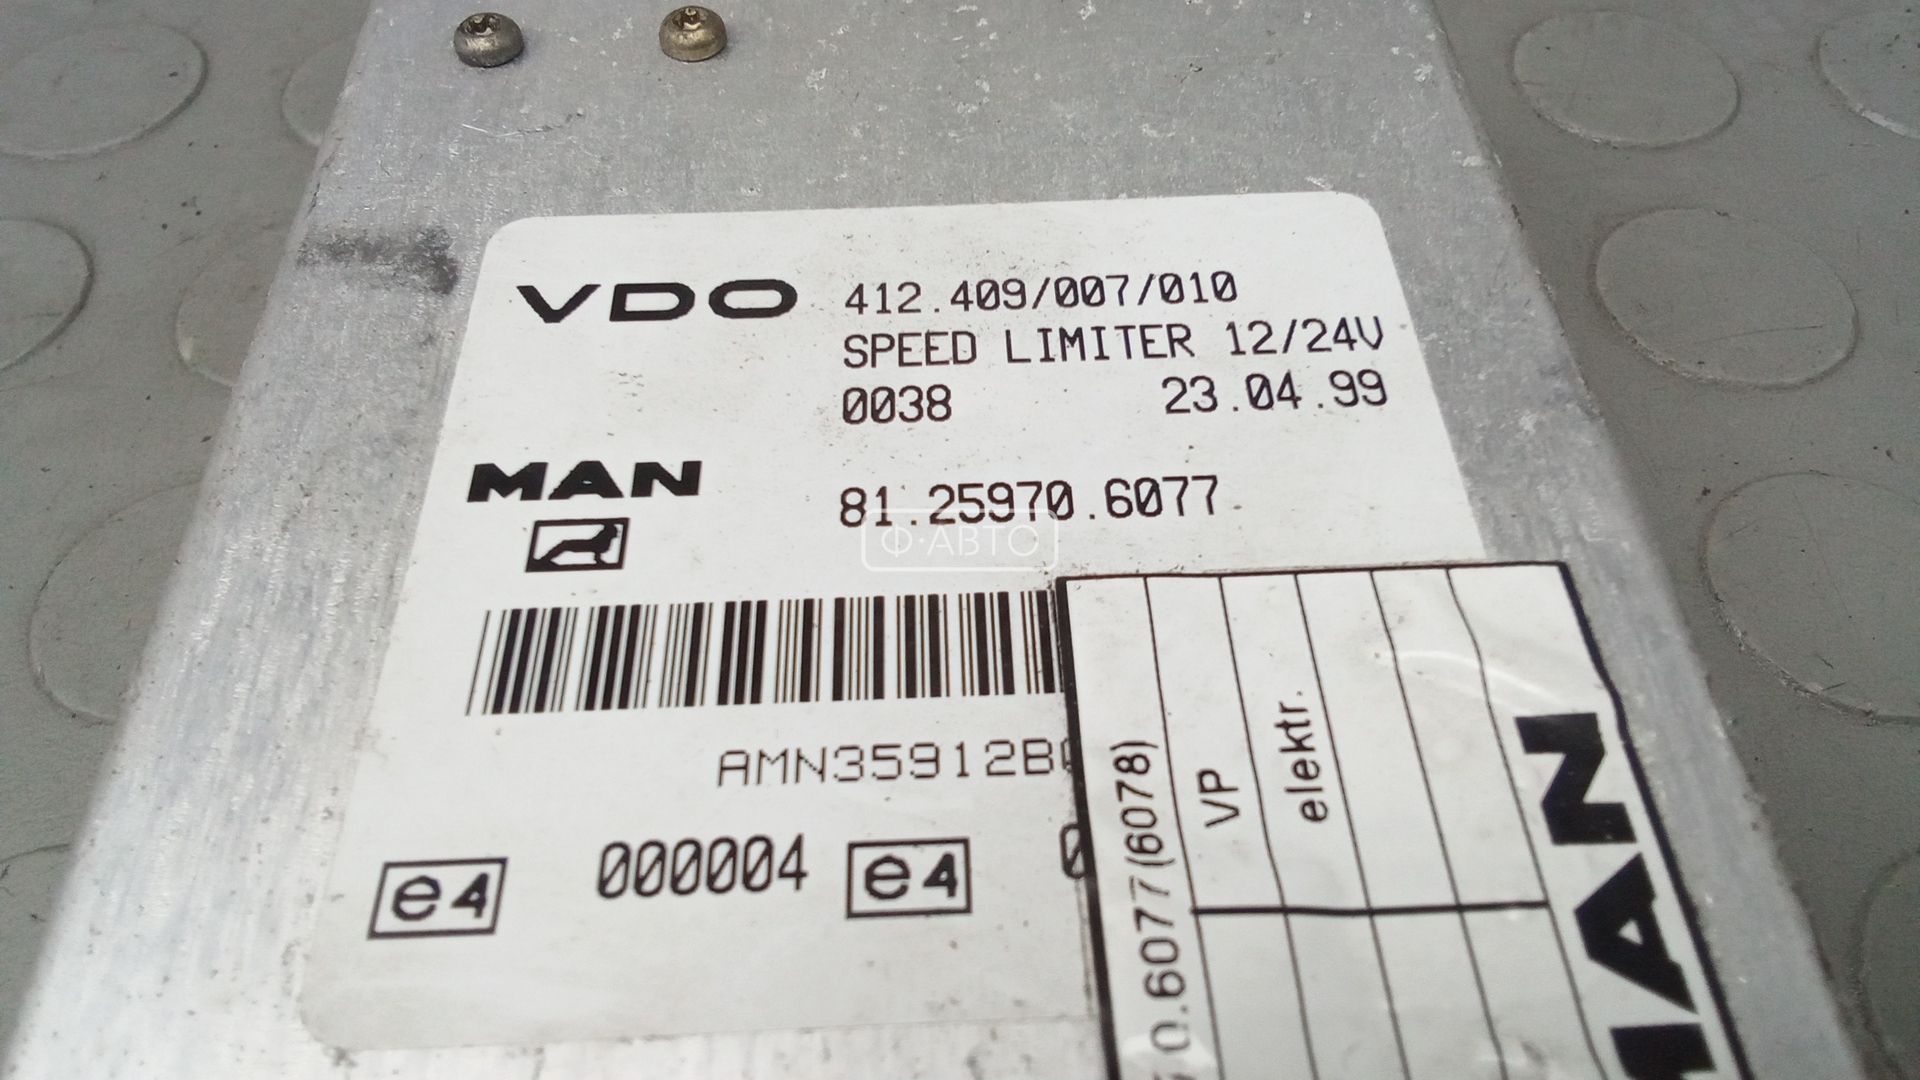 VDO 412.409/007/010
SPEED LIMITER 12/24V
0038 23.04.99
MAN 81.25970.6077
Ф·АВТО
AMN35912B
e4 000004 e4
0.6077(6078)
VP
elektr.
MAN